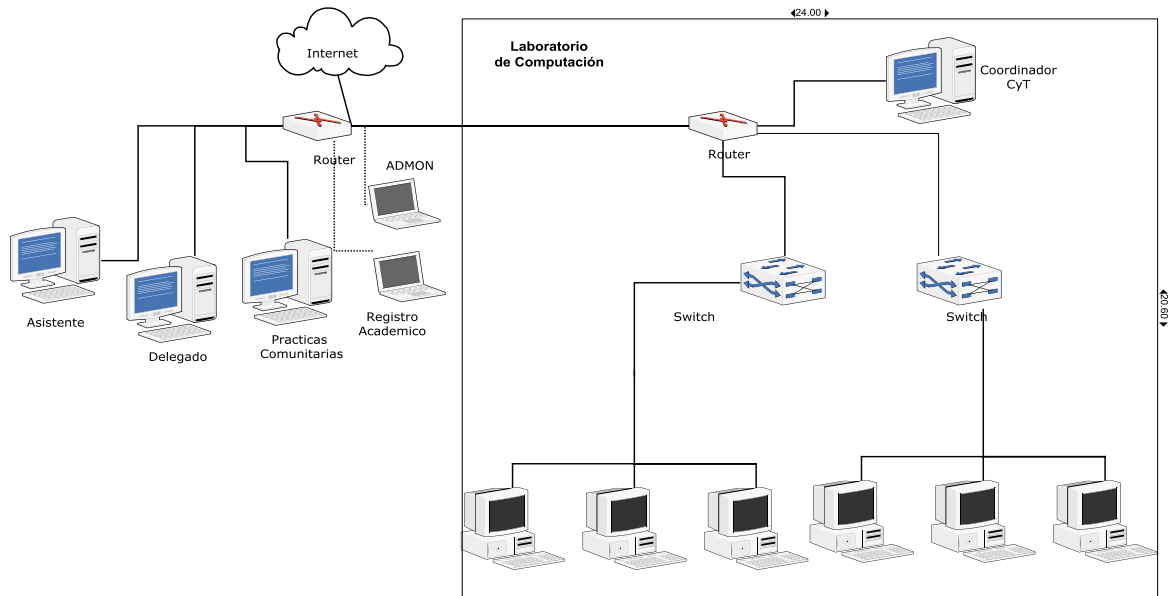 24.00
Internet
Laboratorio
de Computación
Coordinador
CyT
Router
Router
ADMON
Asistente
Delegado
Practicas
Comunitarias
Registro
Academico
Switch
Switch
20.60